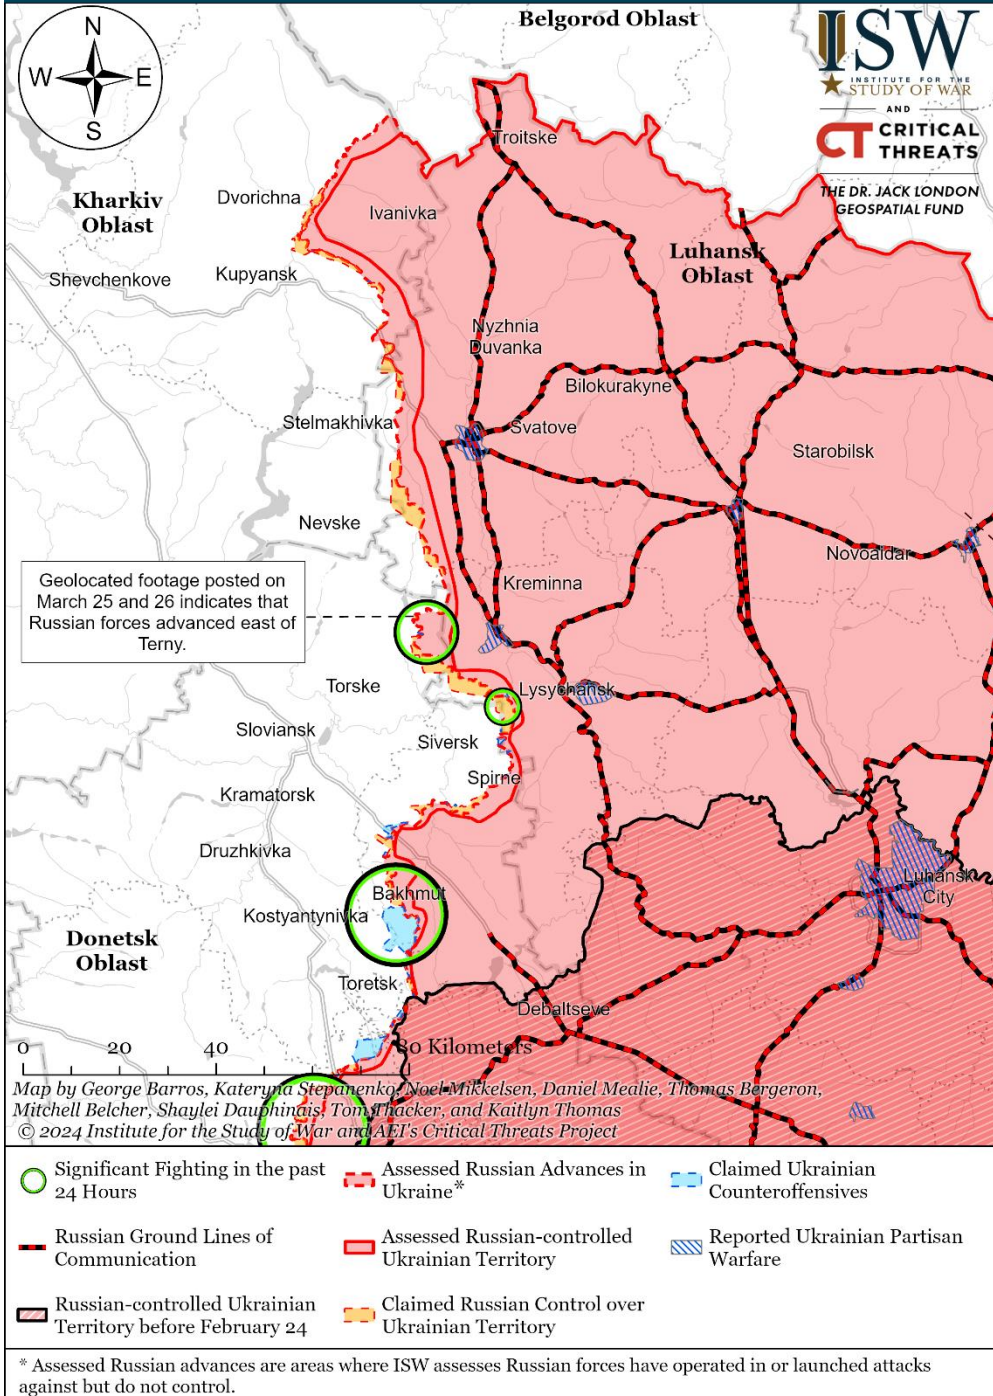 Belgorod Oblast
N
W
E
S
ISW
INSTITUTE FOR THE
STUDY OF WAR
AND
CT CRITICAL
THREATS
THE DR. JACK LONDON
GEOSPATIAL FUND
Troitske
Dvorichna
Kharkiv
Oblast
Ivanivka
Luhansk
Oblast
Shevchenkove
Kupyansk
Nyzhnia
Duvanka
Bilokurakyne
Stelmakhivka
Svatove
Starobilsk
Nevske
Novoaidar
Geolocated footage posted on
March 25 and 26 indicates that
Russian forces advanced east of
Terny.
Kreminna
Torske
Lysychansk
Sloviansk
Siversk
Spirne
Kramatorsk
Druzhkivka
Bakhmut
Luhansk
City
Kostyantynivka
Donetsk
Oblast
Toretsk
Debaltseve
0 20 40 80 Kilometers
Map by George Barros, Kateryna Stepanenko, Noel Mikkelsen, Daniel Mealie, Thomas Bergeron,
Mitchell Belcher, Shaylei Dauphinais, Tom Thacker, and Kaitlyn Thomas
© 2024 Institute for the Study of War and AEI's Critical Threats Project
Significant Fighting in the past
24 Hours
Assessed Russian Advances in
Ukraine*
Claimed Ukrainian
Counteroffensives
Russian Ground Lines of
Communication
Assessed Russian-controlled
Ukrainian Territory
Reported Ukrainian Partisan
Warfare
Russian-controlled Ukrainian
Territory before February 24
Claimed Russian Control over
Ukrainian Territory
* Assessed Russian advances are areas where ISW assesses Russian forces have operated in or launched attacks
against but do not control.